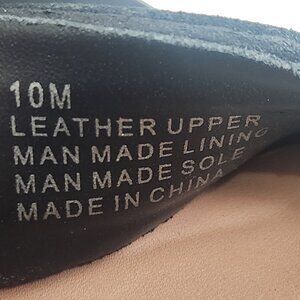 10M
LEATHER UPPER
MAN MADE LINING
MAN MADE SOLE
MADE IN CHINA